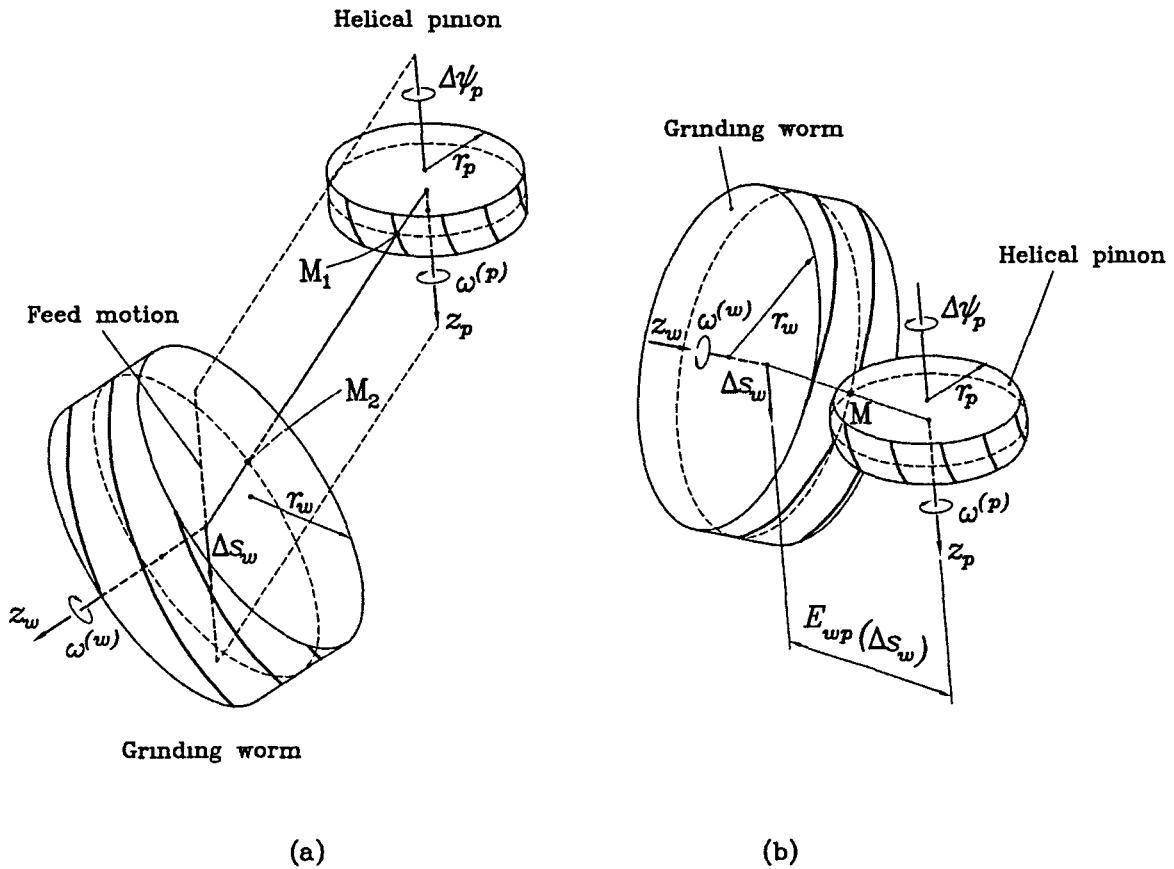 Helical pinion
Δψp
rp
M1
ω(p)
zp
Feed motion
M2
rw
Δsw
zw
ω(w)
Grinding worm
(a)
Grinding worm
Helical pinion
zw
ω(w)
rw
Δψp
Δsw
M
rp
ω(p)
zp
Ewp(Δsw)
(b)